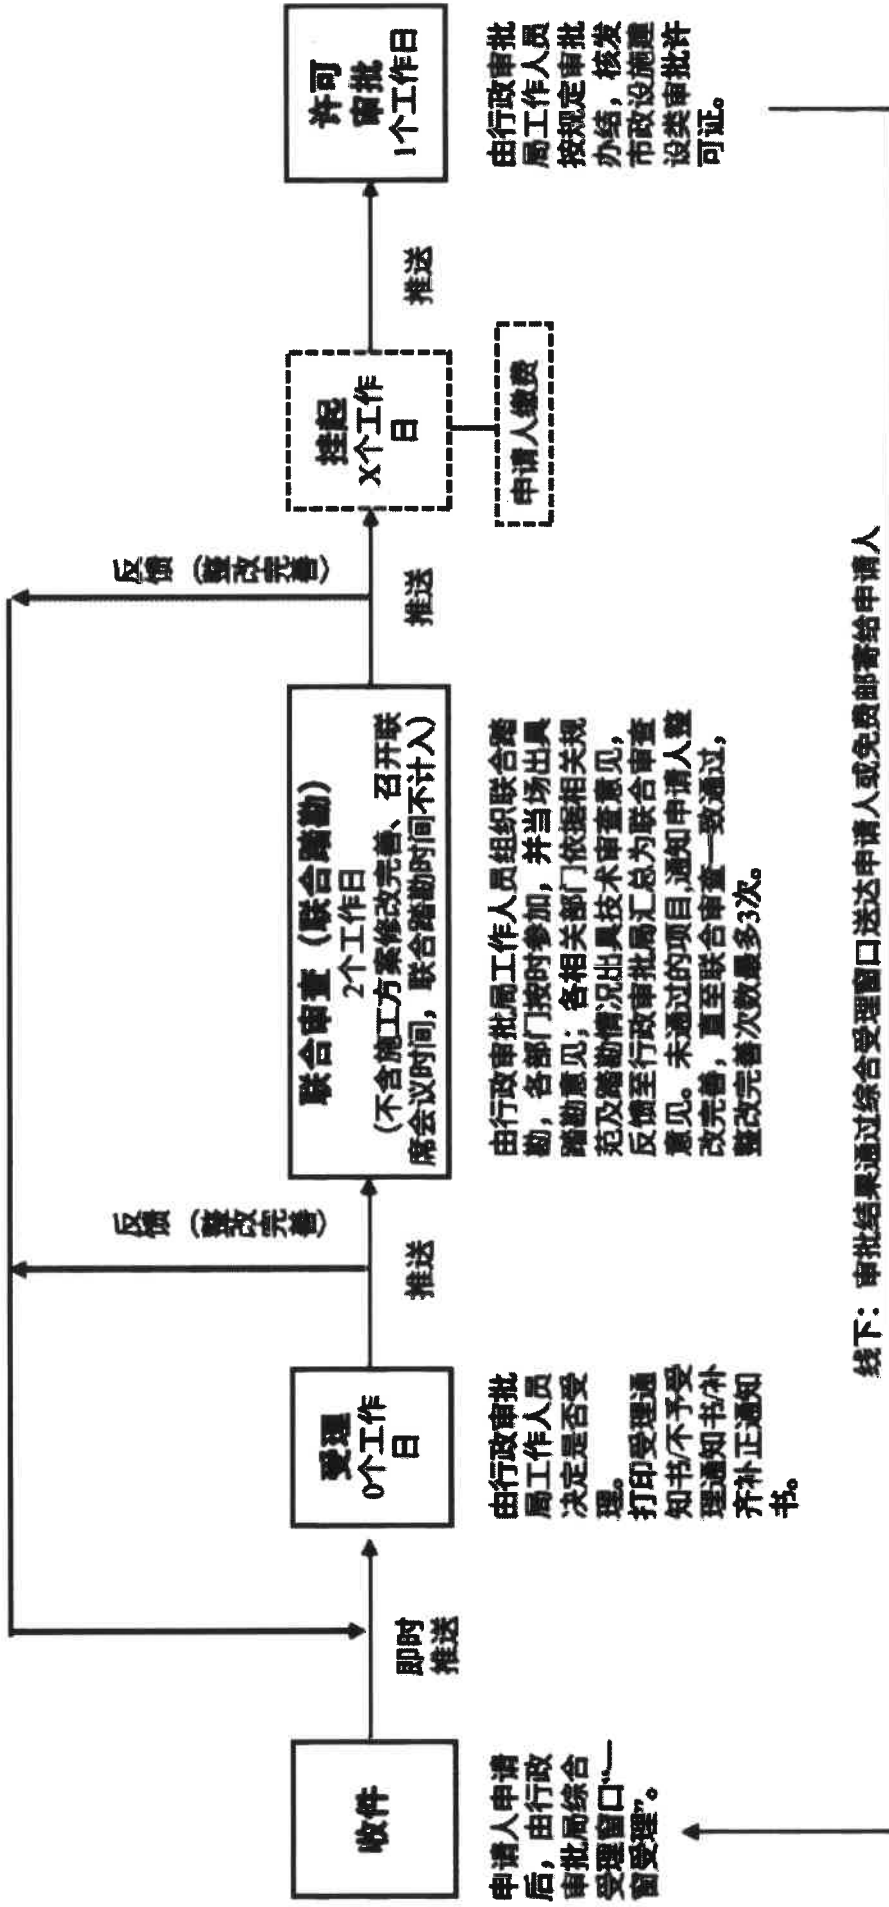 收件
申请人申请
后，由行政
审批局综合
受理窗口“一
窗受理”。
即时
推送
受理
0个工作
日
由行政审批
局工作人员
决定是否受
理。
打印受理通
知书/不予受
理通知书/补
齐补正通知
书。
反馈（整改完善）
推送
联合审查（联合踏勘）
2个工作日
（不含施工方案修改完善、召开联
席会议时间，联合踏勘时间不计入）
由行政审批局工作人员组织联合踏
勘，各部门按时参加，并当场出具
踏勘意见；各相关部门依据相关规
范及踏勘情况出具技术审查意见，
反馈至行政审批局汇总为联合审查
意见。未通过的项目,通知申请人整
改完善，直至联合审查一致通过，
整改完善次数最多3次。
反馈（整改完善）
推送
挂起
X个工作
日
申请人缴费
推送
许可
审批
1个工作日
由行政审批
局工作人员
按规定审批
办结，核发
市政设施建
设类审批许
可证。
线下：审批结果通过综合受理窗口送达申请人或免费邮寄给申请人